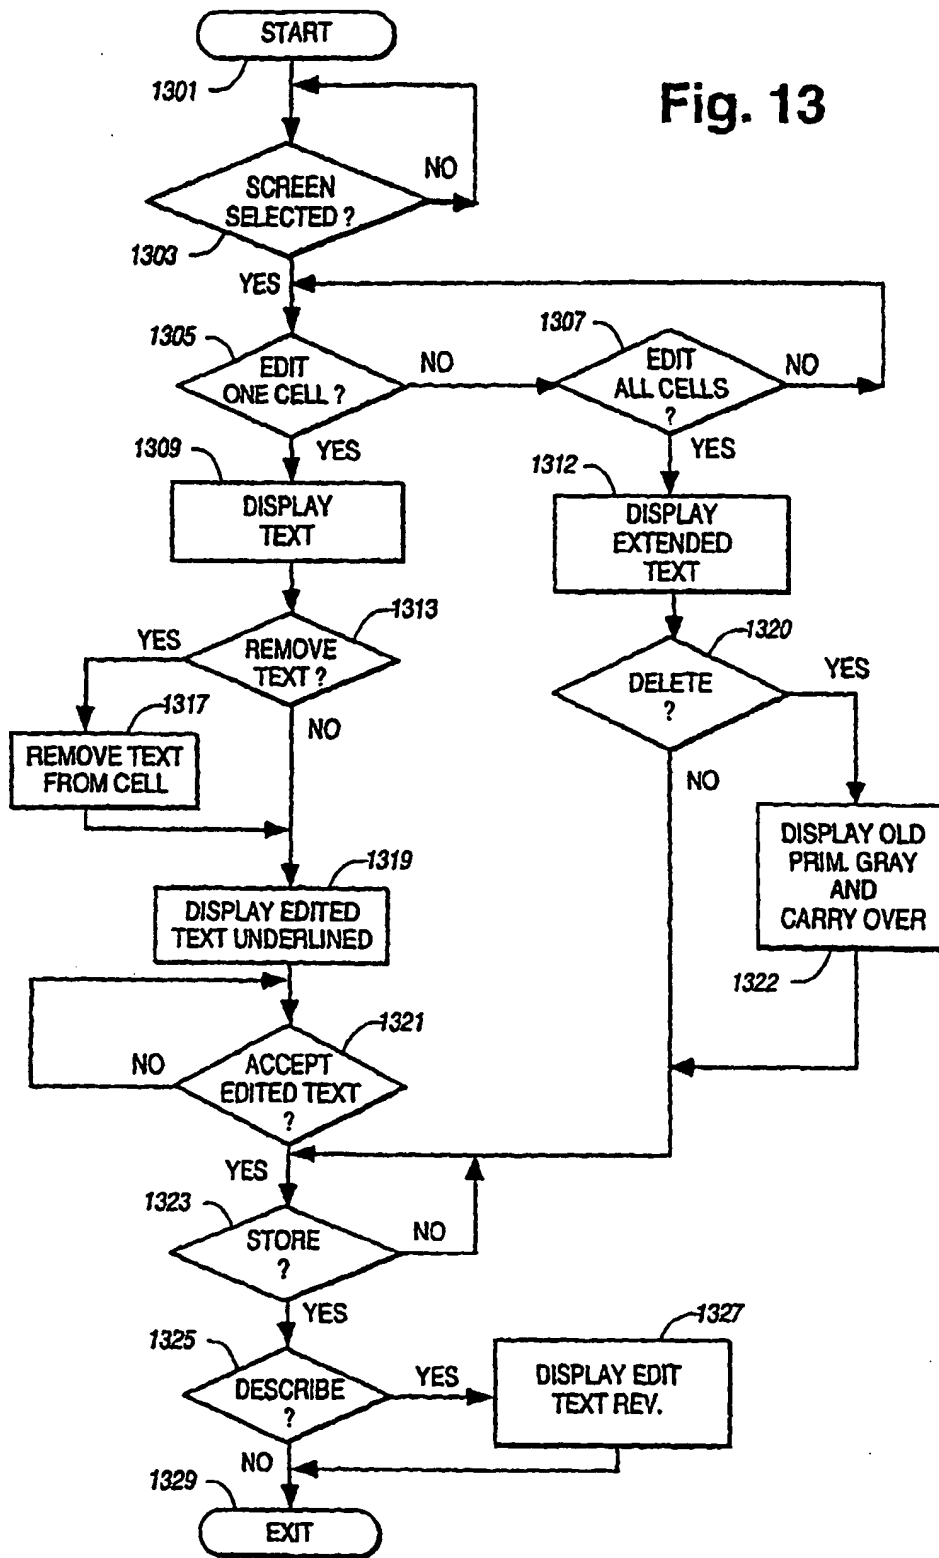 START
1301
Fig. 13
NO
SCREEN
SELECTED ?
1303
YES
1305
EDIT
ONE CELL ?
NO
1307
EDIT
ALL CELLS
?
NO
YES
YES
1309
DISPLAY
TEXT
1312
DISPLAY
EXTENDED
TEXT
1313
YES
REMOVE
TEXT ?
NO
1317
REMOVE TEXT
FROM CELL
1320
DELETE
?
YES
NO
DISPLAY OLD
PRIM. GRAY
AND
CARRY OVER
1322
1319
DISPLAY EDITED
TEXT UNDERLINED
1321
NO
ACCEPT
EDITED TEXT
?
YES
1323
STORE
?
NO
YES
1325
DESCRIBE
?
YES
1327
DISPLAY EDIT
TEXT REV.
NO
1329
EXIT